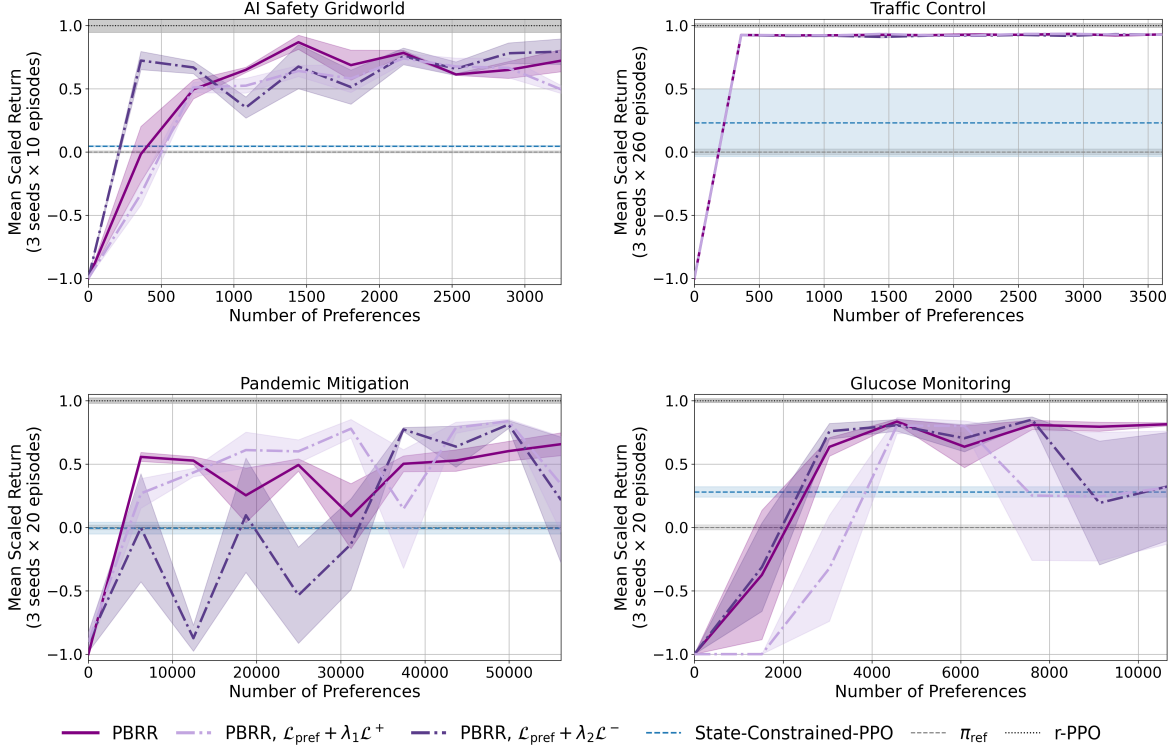 AI Safety Gridworld
Mean Scaled Return
(3 seeds × 10 episodes)
1.0
0.5
0.0
−0.5
−1.0
0 500 1000 1500 2000 2500 3000
Number of Preferences
Traffic Control
Mean Scaled Return
(3 seeds × 260 episodes)
1.0
0.5
0.0
−0.5
−1.0
0 500 1000 1500 2000 2500 3000 3500
Number of Preferences
Pandemic Mitigation
Mean Scaled Return
(3 seeds × 20 episodes)
1.0
0.5
0.0
−0.5
−1.0
0 10000 20000 30000 40000 50000
Number of Preferences
Glucose Monitoring
Mean Scaled Return
(3 seeds × 20 episodes)
1.0
0.5
0.0
−0.5
−1.0
0 2000 4000 6000 8000 10000
Number of Preferences
PBRR PBRR, ℒ_pref + λ₁ℒ⁺ PBRR, ℒ_pref + λ₂ℒ⁻ State-Constrained-PPO π_ref r-PPO